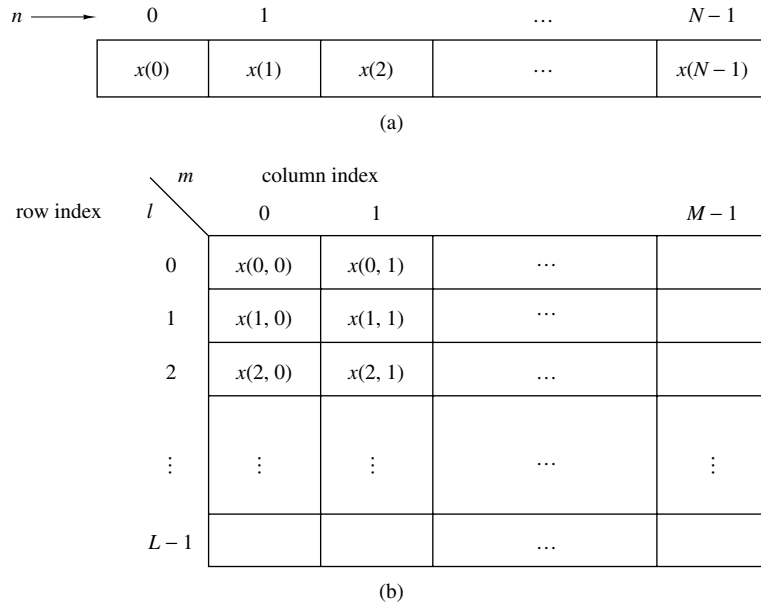 n 0 1 … N − 1
x(0) x(1) x(2) … x(N − 1)
(a)
m column index
row index l 0 1 M − 1
0 x(0, 0) x(0, 1) …
1 x(1, 0) x(1, 1) …
2 x(2, 0) x(2, 1) …
⋮ ⋮ ⋮ … ⋮
L − 1 …
(b)